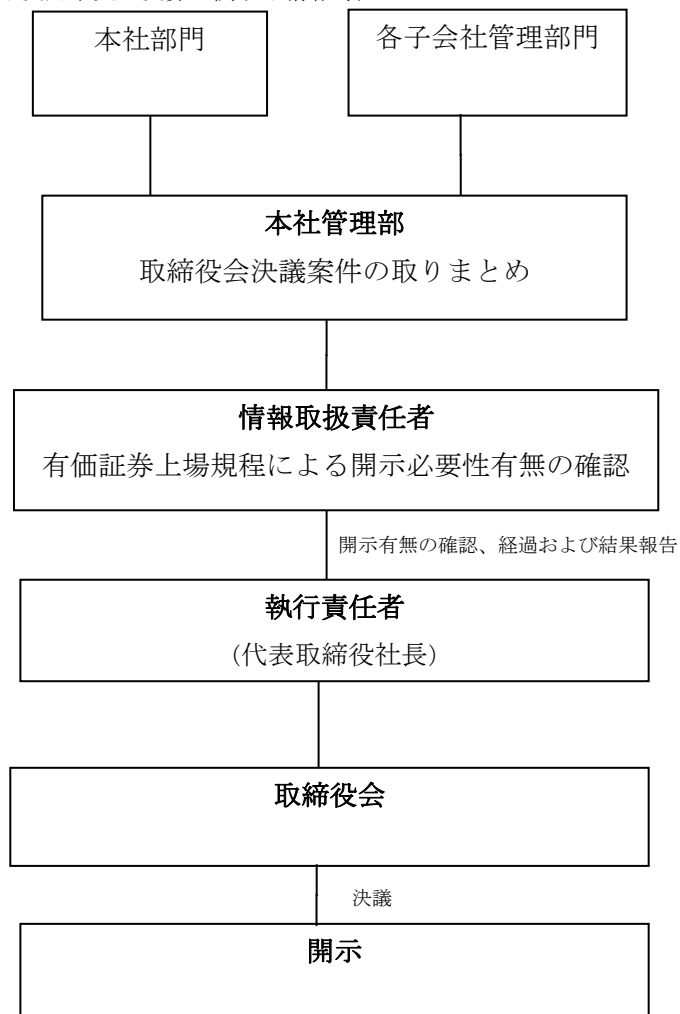 本社部門
各子会社管理部門
本社管理部
取締役会決議案件の取りまとめ
情報取扱責任者
有価証券上場規程による開示必要性有無の確認
開示有無の確認、経過および結果報告
執行責任者
(代表取締役社長)
取締役会
決議
開示